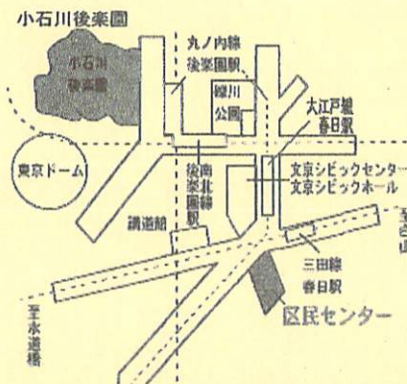 小石川後楽園
丸ノ内線
後楽園駅
小石川
後楽園
礫川
公園
大江戸線
春日駅
東京ドーム
南北線
後楽園駅
文京シビックセンター
文京シビックホール
講道館
至白山
三田線
春日駅
至水道橋
区民センター